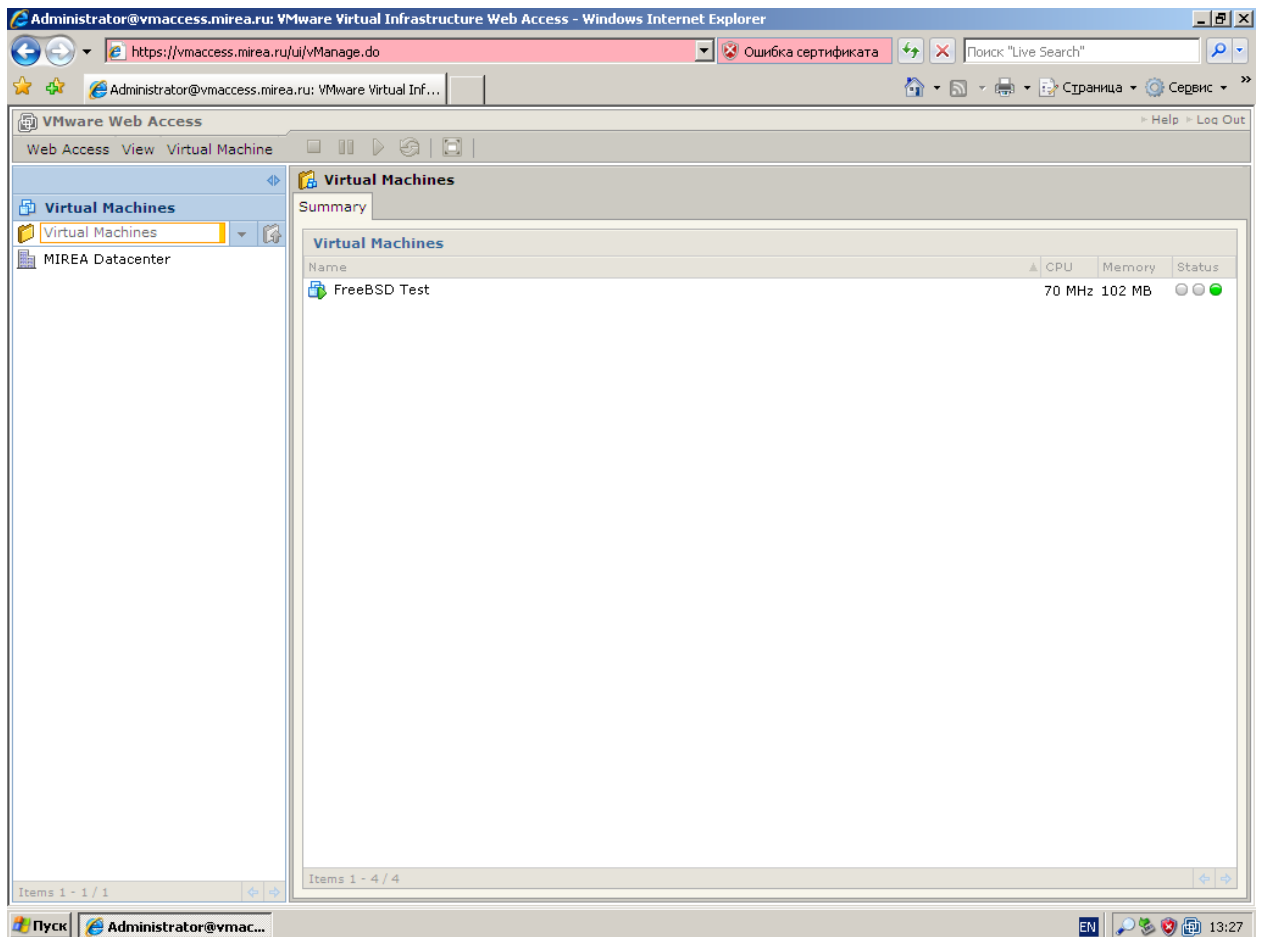 Administrator@vmaccess.mirea.ru: VMware Virtual Infrastructure Web Access - Windows Internet Explorer
https://vmaccess.mirea.ru/ui/vManage.do
Ошибка сертификата
Поиск "Live Search"
Administrator@vmaccess.mirea.ru: VMware Virtual Inf...
Страница
Сервис
»
VMware Web Access
Help
Log Out
Web Access View Virtual Machine
Virtual Machines
Virtual Machines
MIREA Datacenter
Items 1 - 1 / 1
Virtual Machines
Summary
Virtual Machines
Name CPU Memory Status
FreeBSD Test 70 MHz 102 MB
Items 1 - 4 / 4
Пуск
Administrator@vmac...
EN
13:27